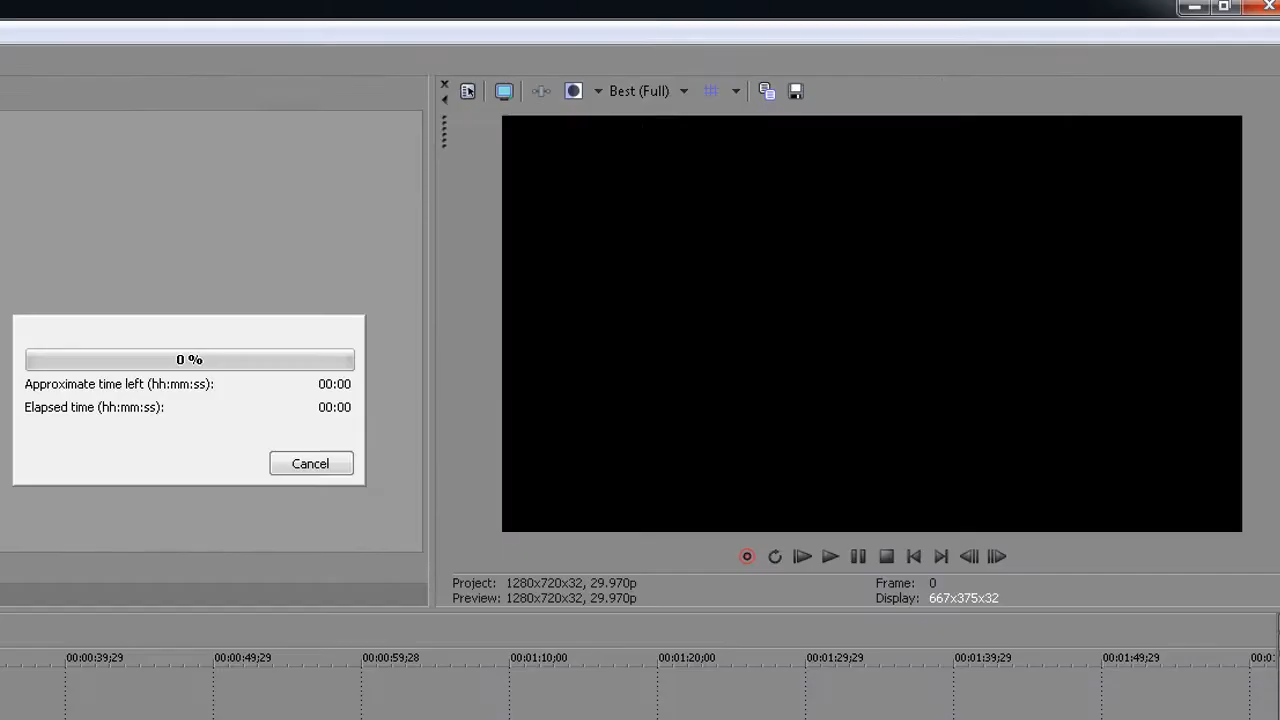 Best (Full)
0 %
Approximate time left (hh:mm:ss): 00:00
Elapsed time (hh:mm:ss): 00:00
Cancel
Project: 1280x720x32, 29.970p Frame: 0
Preview: 1280x720x32, 29.970p Display: 667x375x32
00:00:39;29 00:00:49;29 00:00:59;28 00:01:10;00 00:01:20;00 00:01:29;29 00:01:39;29 00:01:49;29